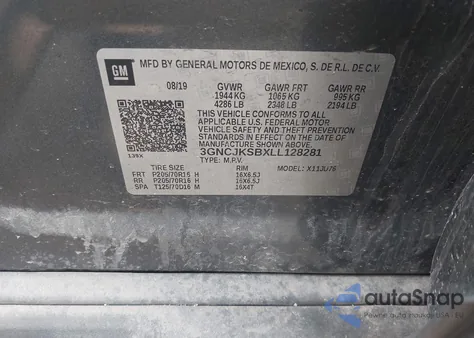 GM
MFD BY GENERAL MOTORS DE MEXICO, S. DE R.L. DE C.V.
08/19 GVWR GAWR FRT GAWR RR
1944 KG 1065 KG 995 KG
4286 LB 2348 LB 2194 LB
THIS VEHICLE CONFORMS TO ALL
APPLICABLE U.S. FEDERAL MOTOR
VEHICLE SAFETY AND THEFT PREVENTION
STANDARDS IN EFFECT ON THE DATE OF
MANUFACTURE SHOWN ABOVE.
3GNCJKSBXLL128281
TYPE: M.P.V. MODEL: X11JU76
138X
TIRE SIZE RIM
FRT P205/70R16 H 16X6.5J
RR P205/70R16 H 16X6.5J
SPA T125/70D16 M 16X4T
autoSnap